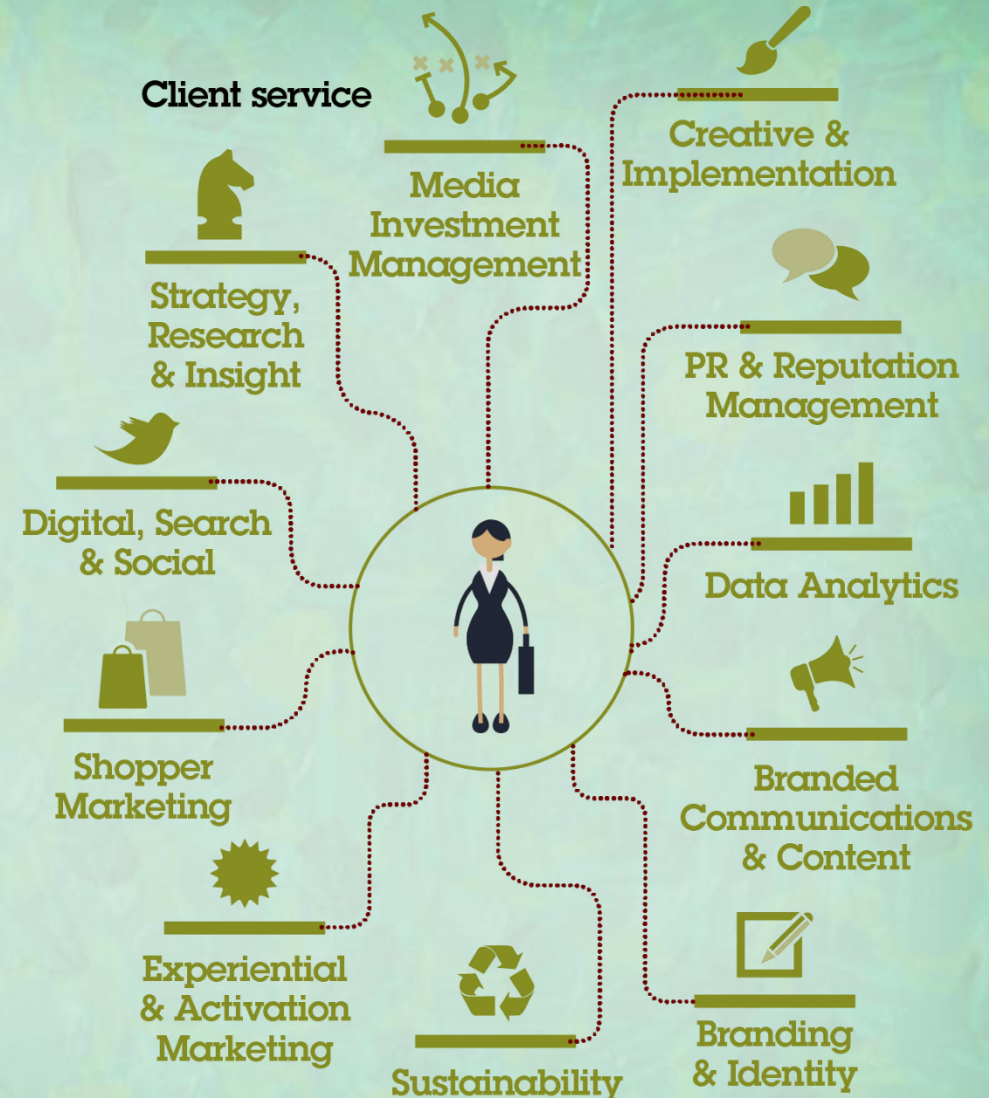 Client service
Media
Investment
Management
Creative &
Implementation
Strategy,
Research
& Insight
PR & Reputation
Management
Digital, Search
& Social
Data Analytics
Shopper
Marketing
Branded
Communications
& Content
Experiential
& Activation
Marketing
Sustainability
Branding
& Identity